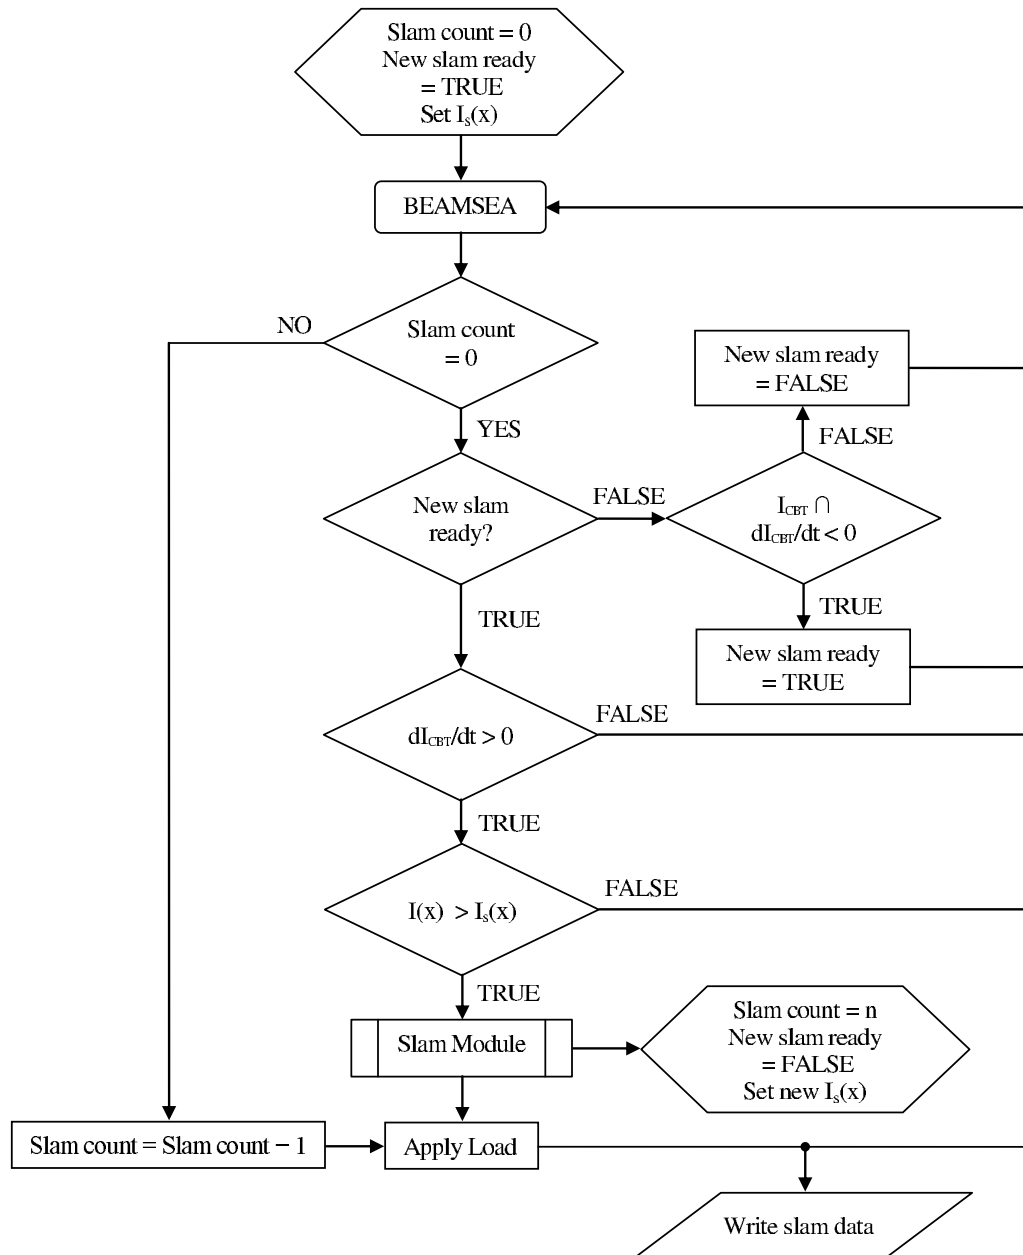 Slam count = 0
New slam ready
= TRUE
Set Is(x)
BEAMSEA
Slam count
= 0
NO
YES
New slam ready
= FALSE
FALSE
New slam
ready?
FALSE
ICBT ∩
dICBT/dt < 0
TRUE
TRUE
New slam ready
= TRUE
dICBT/dt > 0
FALSE
TRUE
I(x) > Is(x)
FALSE
TRUE
Slam Module
Slam count = n
New slam ready
= FALSE
Set new Is(x)
Slam count = Slam count − 1
Apply Load
Write slam data